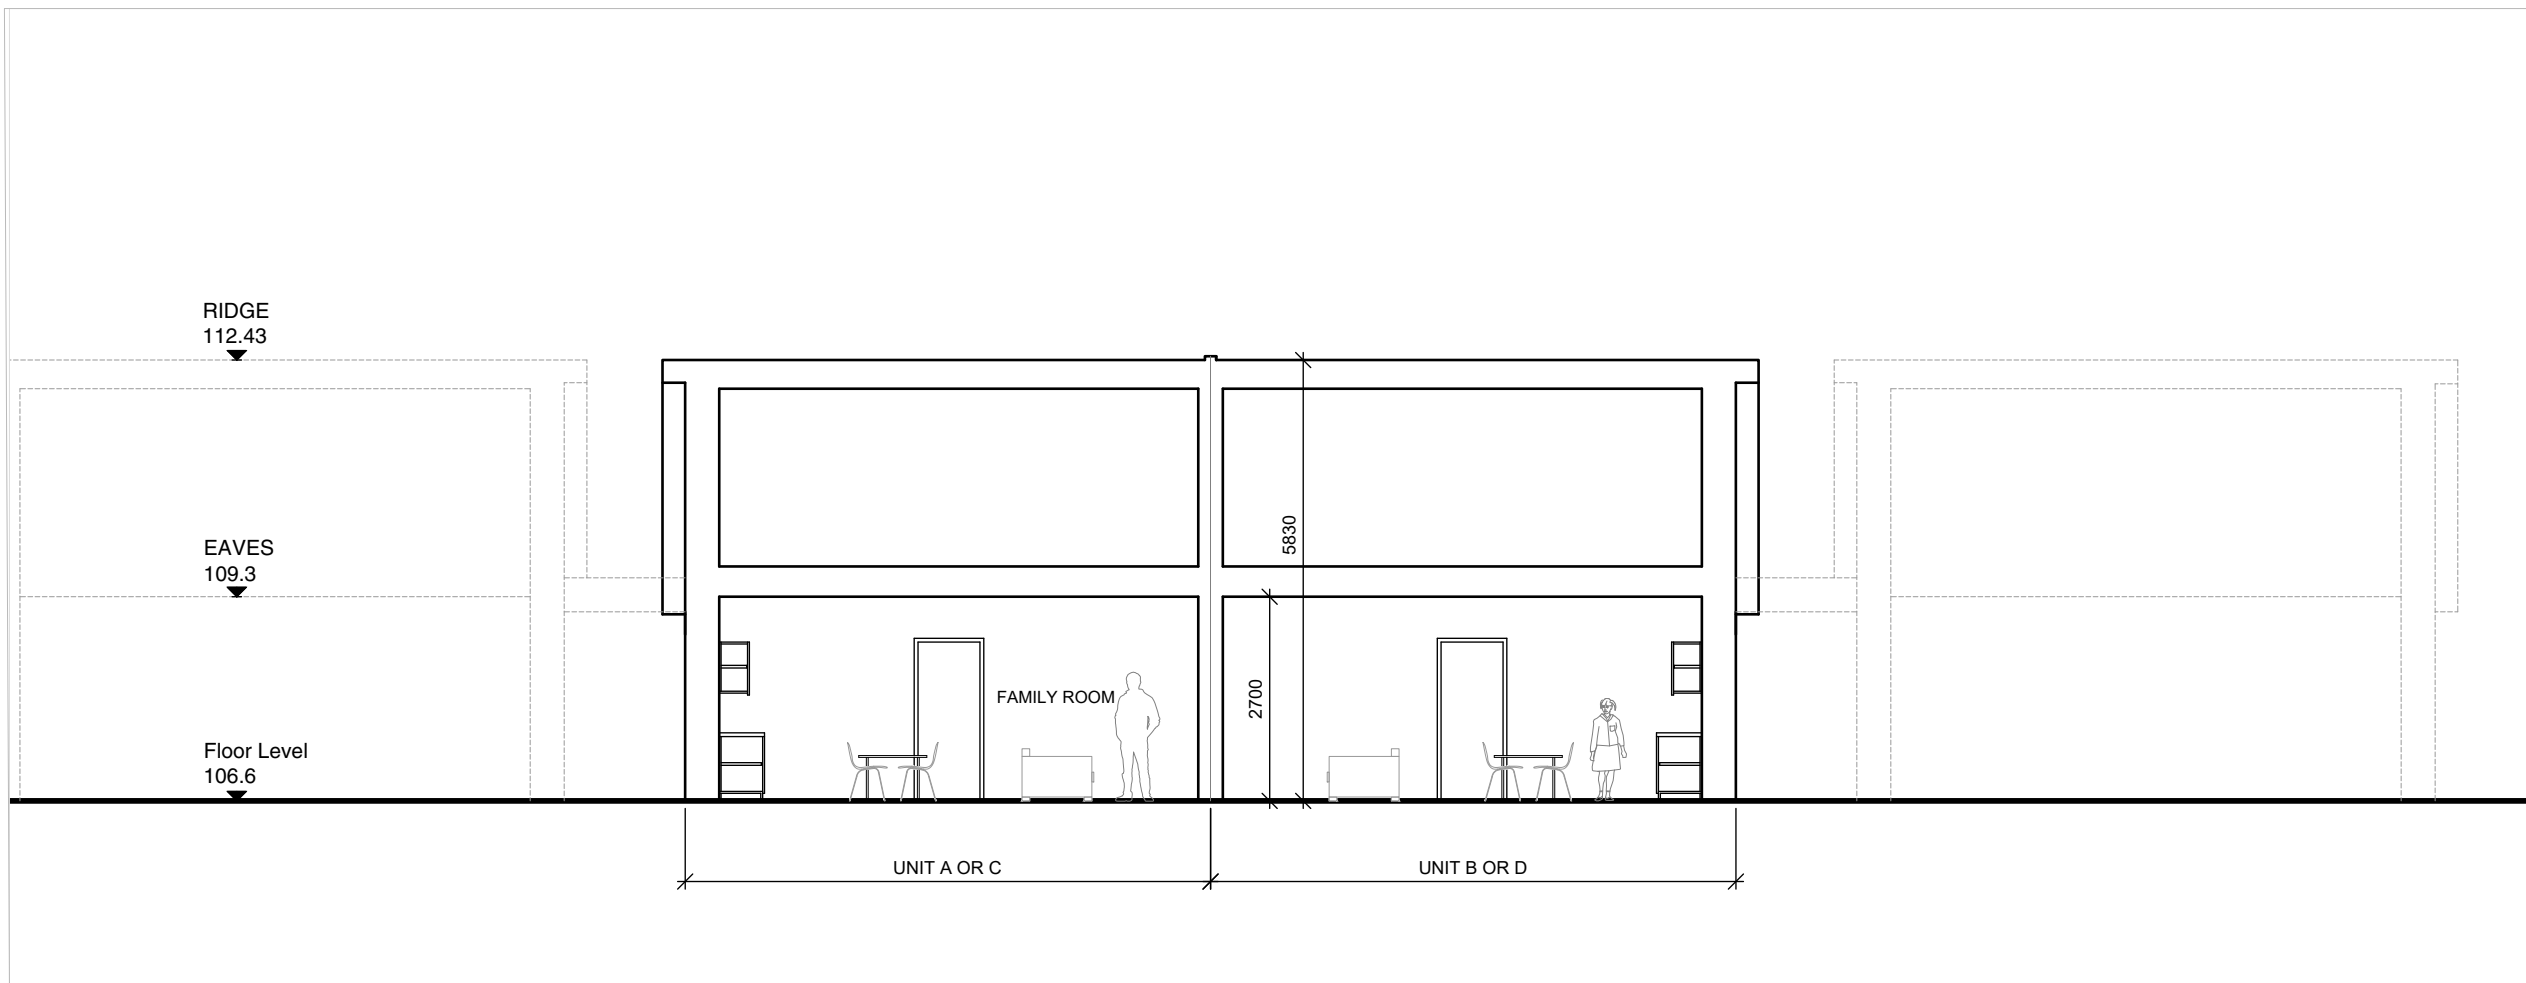 RIDGE
112.43
EAVES
109.3
5830
2700
FAMILY ROOM
Floor Level
106.6
UNIT A OR C
UNIT B OR D